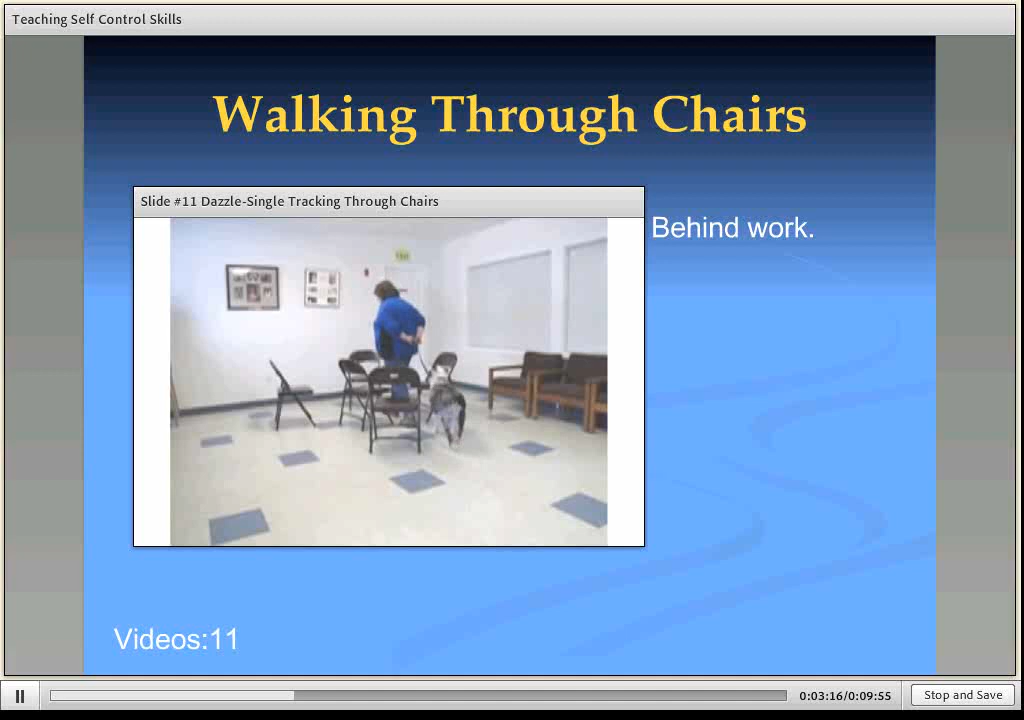 Teaching Self Control Skills
Walking Through Chairs
Slide #11 Dazzle-Single Tracking Through Chairs
Behind work.
Videos:11
0:03:16/0:09:55
Stop and Save